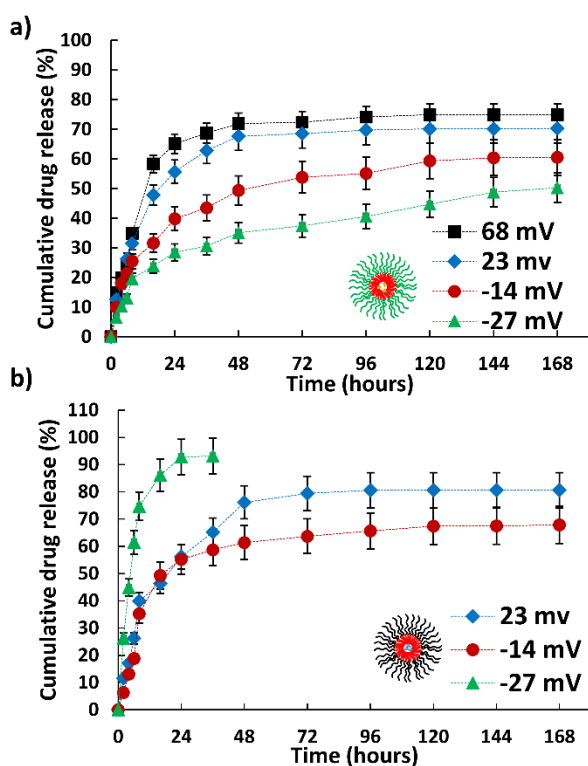 a)
Cumulative drug release (%)
100
90
80
70
60
50
40
30
20
10
0
68 mV
23 mv
-14 mV
-27 mV
0 24 48 72 96 120 144 168
Time (hours)
b)
Cumulative drug release (%)
110
100
90
80
70
60
50
40
30
20
10
0
23 mv
-14 mV
-27 mV
0 24 48 72 96 120 144 168
Time (hours)